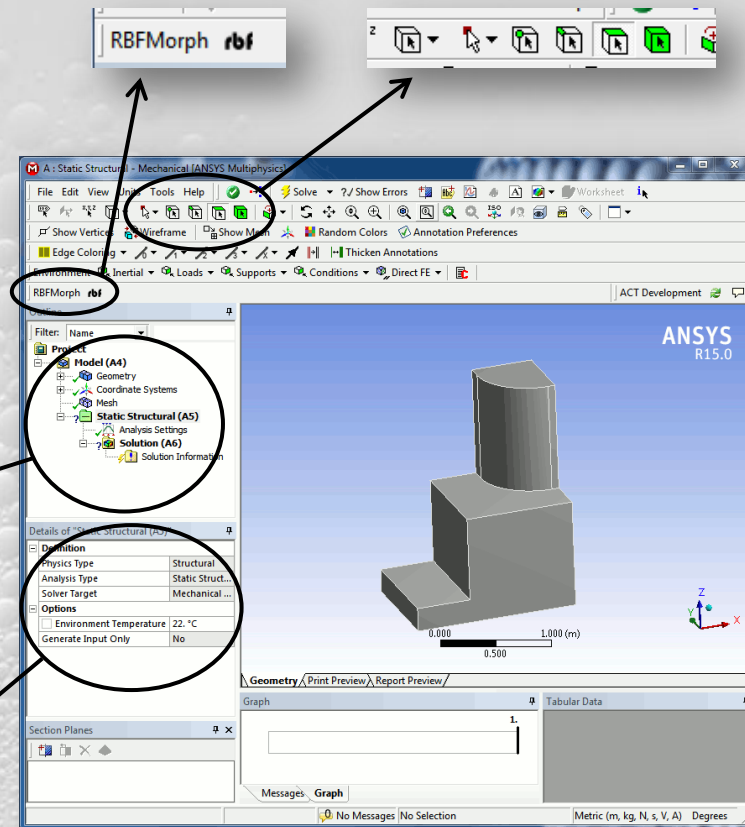 RBFMorph rbf
A : Static Structural - Mechanical [ANSYS Multiphysics]
File Edit View Units Tools Help Solve ?/ Show Errors A Worksheet
Show Vertices Wireframe Show Mesh Random Colors Annotation Preferences
Edge Coloring Thicken Annotations
Environment Inertial Loads Supports Conditions Direct FE
RBFMorph rbf ACT Development
Outline
Filter: Name
Project
Model (A4)
Geometry
Coordinate Systems
Mesh
Static Structural (A5)
Analysis Settings
Solution (A6)
Solution Information
ANSYS
R15.0
Z
Y
X
0.000 1.000 (m)
0.500
Details of "Static Structural (A5)"
Definition
Physics Type Structural
Analysis Type Static Struct...
Solver Target Mechanical ...
Options
Environment Temperature 22. °C
Generate Input Only No
Geometry Print Preview Report Preview
Section Planes
Graph
1.
Tabular Data
Messages Graph
No Messages No Selection Metric (m, kg, N, s, V, A) Degrees